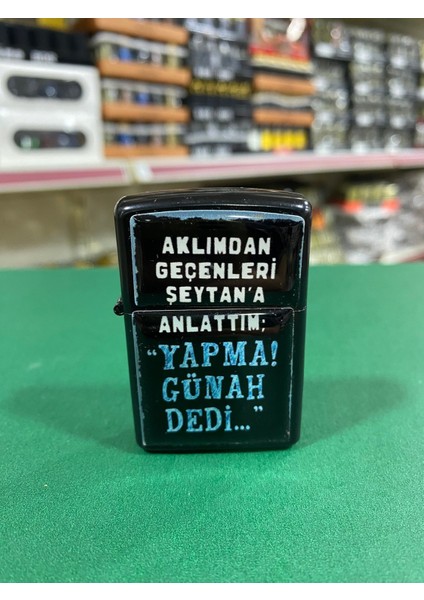 AKLIMDAN
GEÇENLERİ
ŞEYTAN'A
ANLATTIM;
"YAPMA!
GÜNAH
DEDİ..."